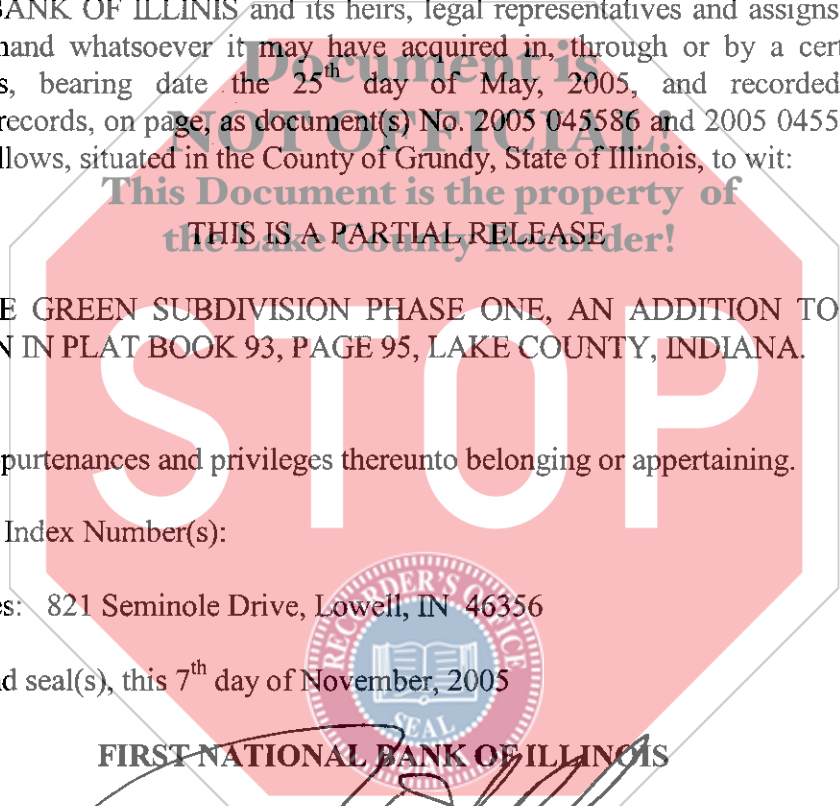 BANK OF ILLINIS and its heirs, legal representatives and assigns
mand whatsoever it may have acquired in, through or by a cert
s, bearing date the 25th day of May, 2005, and recorded
records, on page, as document(s) No. 2005 045586 and 2005 0455
llows, situated in the County of Grundy, State of Illinois, to wit:
Document is
NOT OFFICIAL!
This Document is the property of
the Lake County Recorder!
THIS IS A PARTIAL RELEASE
E GREEN SUBDIVISION PHASE ONE, AN ADDITION TO
N IN PLAT BOOK 93, PAGE 95, LAKE COUNTY, INDIANA.
STOP
purtenances and privileges thereunto belonging or appertaining.
Index Number(s):
es: 821 Seminole Drive, Lowell, IN 46356
nd seal(s), this 7th day of November, 2005
RECORDER'S OFFICE
SEAL
FIRST NATIONAL BANK OF ILLINOIS